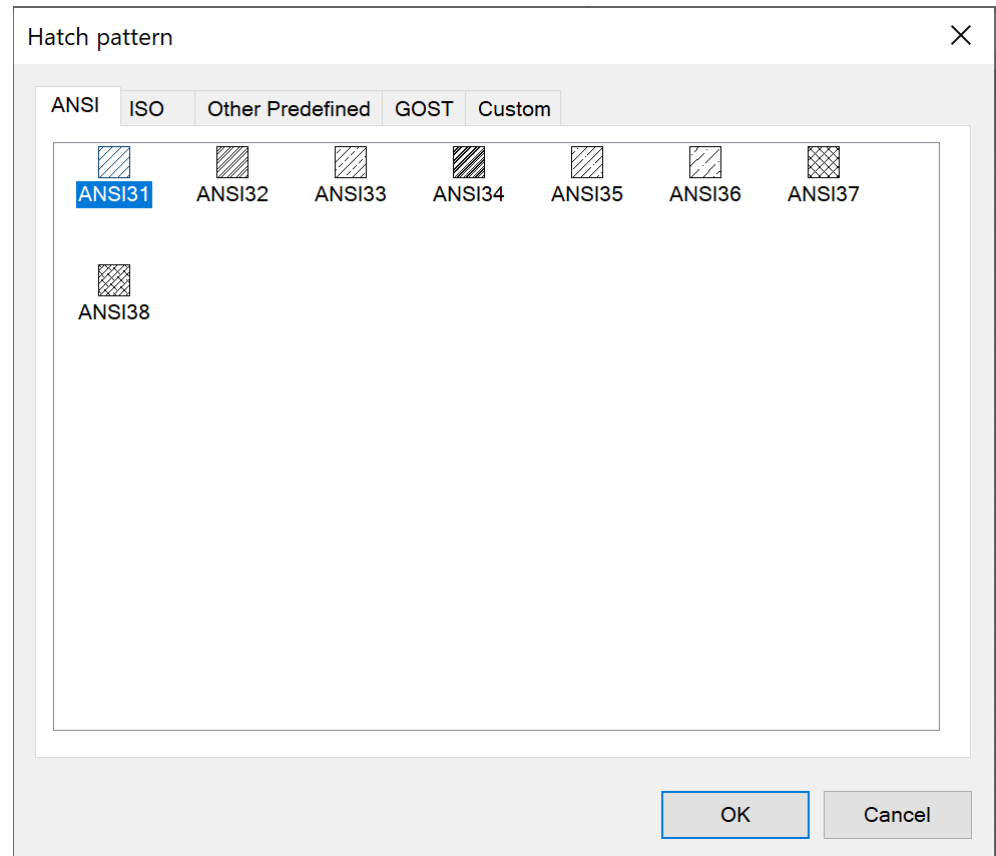 Hatch pattern
ANSI ISO Other Predefined GOST Custom
ANSI31 ANSI32 ANSI33 ANSI34 ANSI35 ANSI36 ANSI37
ANSI38
OK Cancel